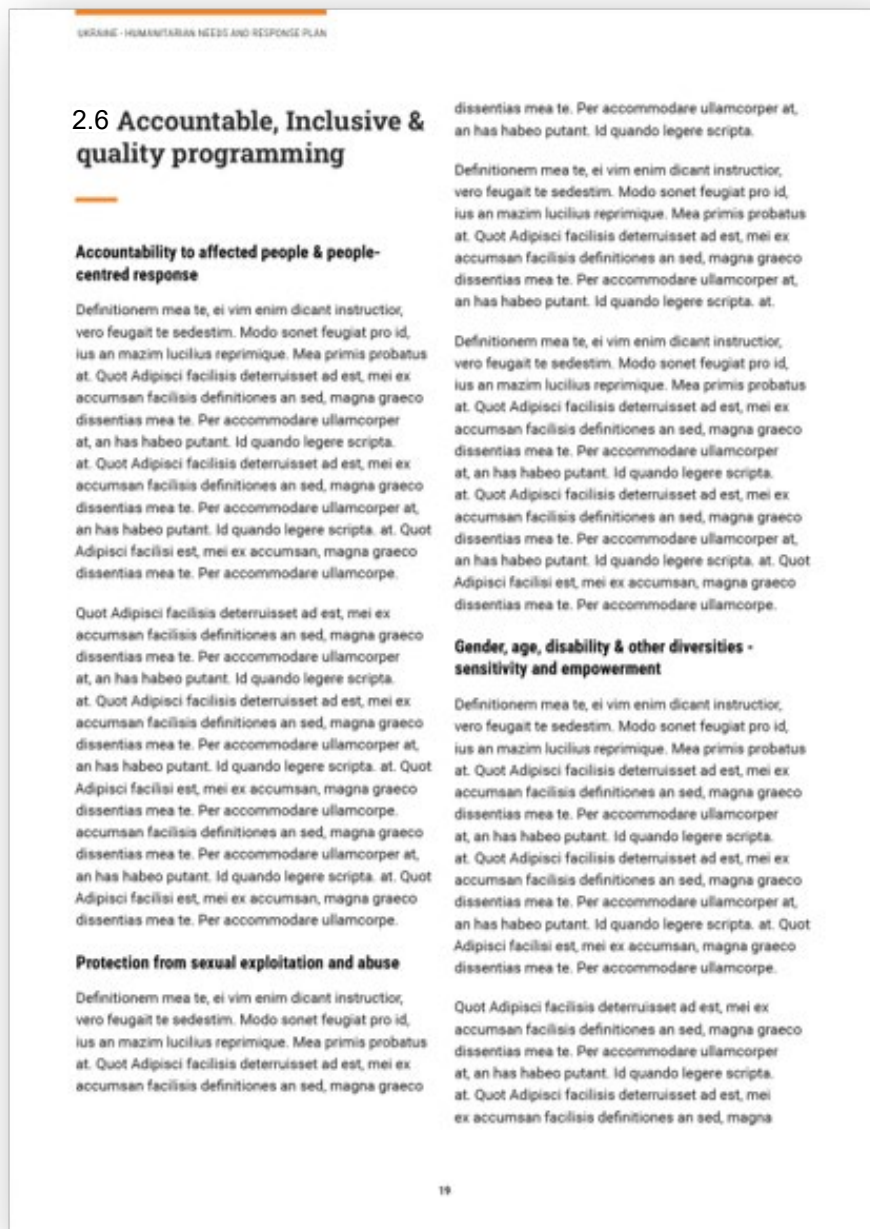 UKRAINE - HUMANITARIAN NEEDS AND RESPONSE PLAN
2.6 Accountable, Inclusive &
quality programming
Accountability to affected people & people-
centred response
Definitionem mea te, ei vim enim dicant instructior,
vero feugait te sedestim. Modo sonet feugiat pro id,
ius an mazim lucilius reprimique. Mea primis probatus
at. Quot Adipisci facilisis deterruisset ad est, mei ex
accumsan facilisis definitiones an sed, magna graeco
dissentias mea te. Per accommodare ullamcorper
at, an has habeo putant. Id quando legere scripta.
at. Quot Adipisci facilisis deterruisset ad est, mei ex
accumsan facilisis definitiones an sed, magna graeco
dissentias mea te. Per accommodare ullamcorper at,
an has habeo putant. Id quando legere scripta. at. Quot
Adipisci facilisi est, mei ex accumsan, magna graeco
dissentias mea te. Per accommodare ullamcorpe.
Quot Adipisci facilisis deterruisset ad est, mei ex
accumsan facilisis definitiones an sed, magna graeco
dissentias mea te. Per accommodare ullamcorper
at, an has habeo putant. Id quando legere scripta.
at. Quot Adipisci facilisis deterruisset ad est, mei ex
accumsan facilisis definitiones an sed, magna graeco
dissentias mea te. Per accommodare ullamcorper at,
an has habeo putant. Id quando legere scripta. at. Quot
Adipisci facilisi est, mei ex accumsan, magna graeco
dissentias mea te. Per accommodare ullamcorpe.
accumsan facilisis definitiones an sed, magna graeco
dissentias mea te. Per accommodare ullamcorper at,
an has habeo putant. Id quando legere scripta. at. Quot
Adipisci facilisi est, mei ex accumsan, magna graeco
dissentias mea te. Per accommodare ullamcorpe.
Protection from sexual exploitation and abuse
Definitionem mea te, ei vim enim dicant instructior,
vero feugait te sedestim. Modo sonet feugiat pro id,
ius an mazim lucilius reprimique. Mea primis probatus
at. Quot Adipisci facilisis deterruisset ad est, mei ex
accumsan facilisis definitiones an sed, magna graeco
dissentias mea te. Per accommodare ullamcorper at,
an has habeo putant. Id quando legere scripta.
Definitionem mea te, ei vim enim dicant instructior,
vero feugait te sedestim. Modo sonet feugiat pro id,
ius an mazim lucilius reprimique. Mea primis probatus
at. Quot Adipisci facilisis deterruisset ad est, mei ex
accumsan facilisis definitiones an sed, magna graeco
dissentias mea te. Per accommodare ullamcorper at,
an has habeo putant. Id quando legere scripta. at.
Definitionem mea te, ei vim enim dicant instructior,
vero feugait te sedestim. Modo sonet feugiat pro id,
ius an mazim lucilius reprimique. Mea primis probatus
at. Quot Adipisci facilisis deterruisset ad est, mei ex
accumsan facilisis definitiones an sed, magna graeco
dissentias mea te. Per accommodare ullamcorper
at, an has habeo putant. Id quando legere scripta.
at. Quot Adipisci facilisis deterruisset ad est, mei ex
accumsan facilisis definitiones an sed, magna graeco
dissentias mea te. Per accommodare ullamcorper at,
an has habeo putant. Id quando legere scripta. at. Quot
Adipisci facilisi est, mei ex accumsan, magna graeco
dissentias mea te. Per accommodare ullamcorpe.
Gender, age, disability & other diversities -
sensitivity and empowerment
Definitionem mea te, ei vim enim dicant instructior,
vero feugait te sedestim. Modo sonet feugiat pro id,
ius an mazim lucilius reprimique. Mea primis probatus
at. Quot Adipisci facilisis deterruisset ad est, mei ex
accumsan facilisis definitiones an sed, magna graeco
dissentias mea te. Per accommodare ullamcorper
at, an has habeo putant. Id quando legere scripta.
at. Quot Adipisci facilisis deterruisset ad est, mei ex
accumsan facilisis definitiones an sed, magna graeco
dissentias mea te. Per accommodare ullamcorper at,
an has habeo putant. Id quando legere scripta. at. Quot
Adipisci facilisi est, mei ex accumsan, magna graeco
dissentias mea te. Per accommodare ullamcorpe.
Quot Adipisci facilisis deterruisset ad est, mei ex
accumsan facilisis definitiones an sed, magna graeco
dissentias mea te. Per accommodare ullamcorper
at, an has habeo putant. Id quando legere scripta.
at. Quot Adipisci facilisis deterruisset ad est, mei
ex accumsan facilisis definitiones an sed, magna
19